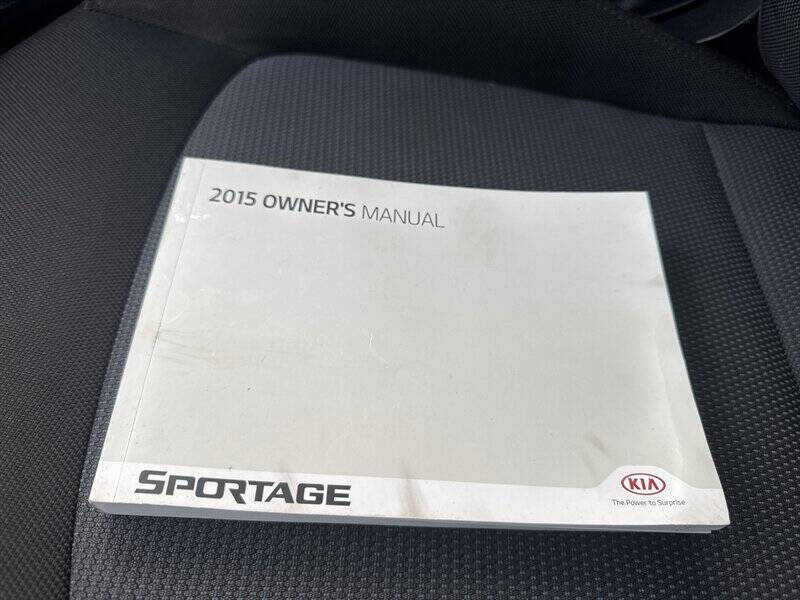 2015 OWNER'S MANUAL
SPORTAGE
KIA
The Power to Surprise